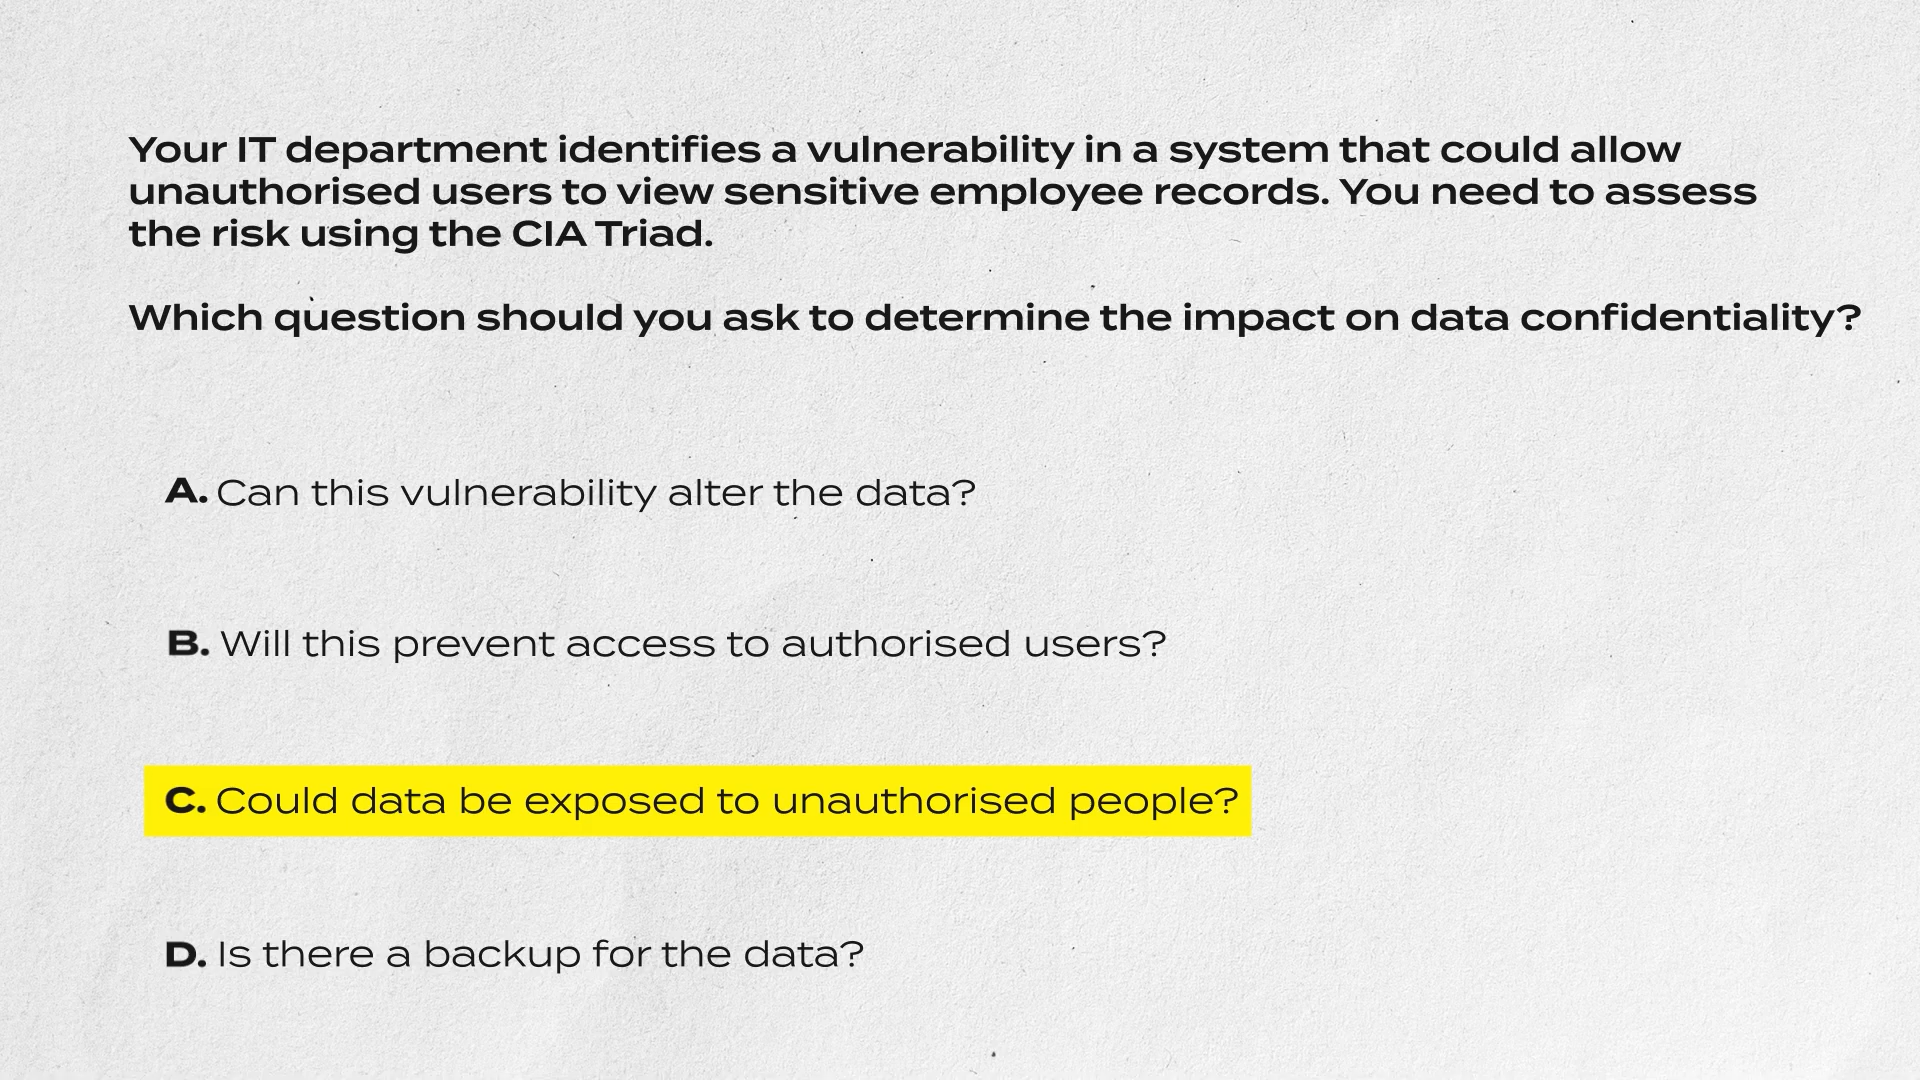 Your IT department identifies a vulnerability in a system that could allow
unauthorised users to view sensitive employee records. You need to assess
the risk using the CIA Triad.
Which question should you ask to determine the impact on data confidentiality?
A. Can this vulnerability alter the data?
B. Will this prevent access to authorised users?
C. Could data be exposed to unauthorised people?
D. Is there a backup for the data?